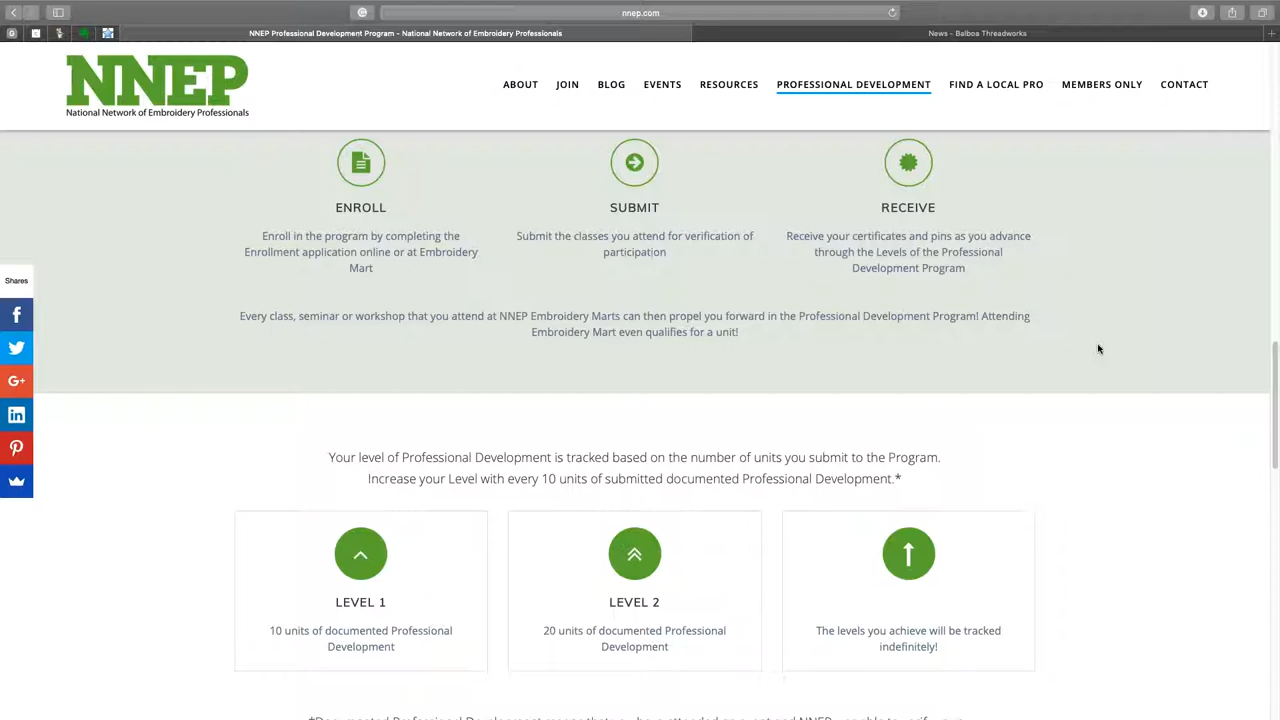 nnep.com
NNEP Professional Development Program - National Network of Embroidery Professionals
News - Balboa Threadworks
NNEP
National Network of Embroidery Professionals
ABOUT JOIN BLOG EVENTS RESOURCES PROFESSIONAL DEVELOPMENT FIND A LOCAL PRO MEMBERS ONLY CONTACT
ENROLL
Enroll in the program by completing the
Enrollment application online or at Embroidery
Mart
SUBMIT
Submit the classes you attend for verification of
participation
RECEIVE
Receive your certificates and pins as you advance
through the Levels of the Professional
Development Program
Shares
Every class, seminar or workshop that you attend at NNEP Embroidery Marts can then propel you forward in the Professional Development Program! Attending
Embroidery Mart even qualifies for a unit!
Your level of Professional Development is tracked based on the number of units you submit to the Program.
Increase your Level with every 10 units of submitted documented Professional Development.*
LEVEL 1
10 units of documented Professional
Development
LEVEL 2
20 units of documented Professional
Development
The levels you achieve will be tracked
indefinitely!